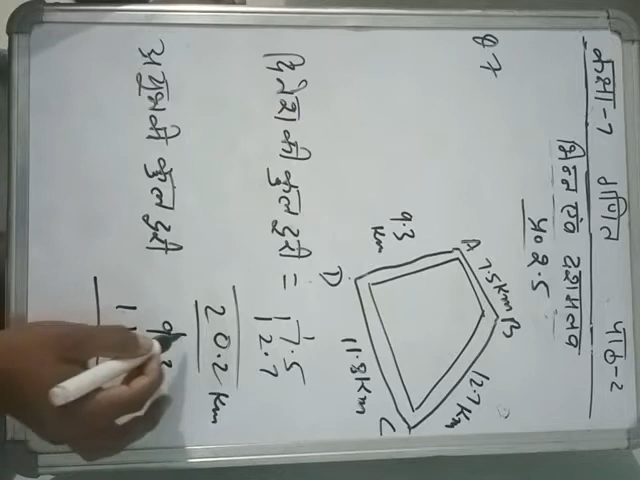 कक्षा-7 गणित पाठ-2
भिन्न एवं दशमलव
प्र० 2.5
Q 7
A 7.5Km B
9.3 Km
12.7Km
D
11.8Km
C
दिनेश की कुल दूरी = 7.5
12.7
20.2 Km
अयुब की कुल दूरी